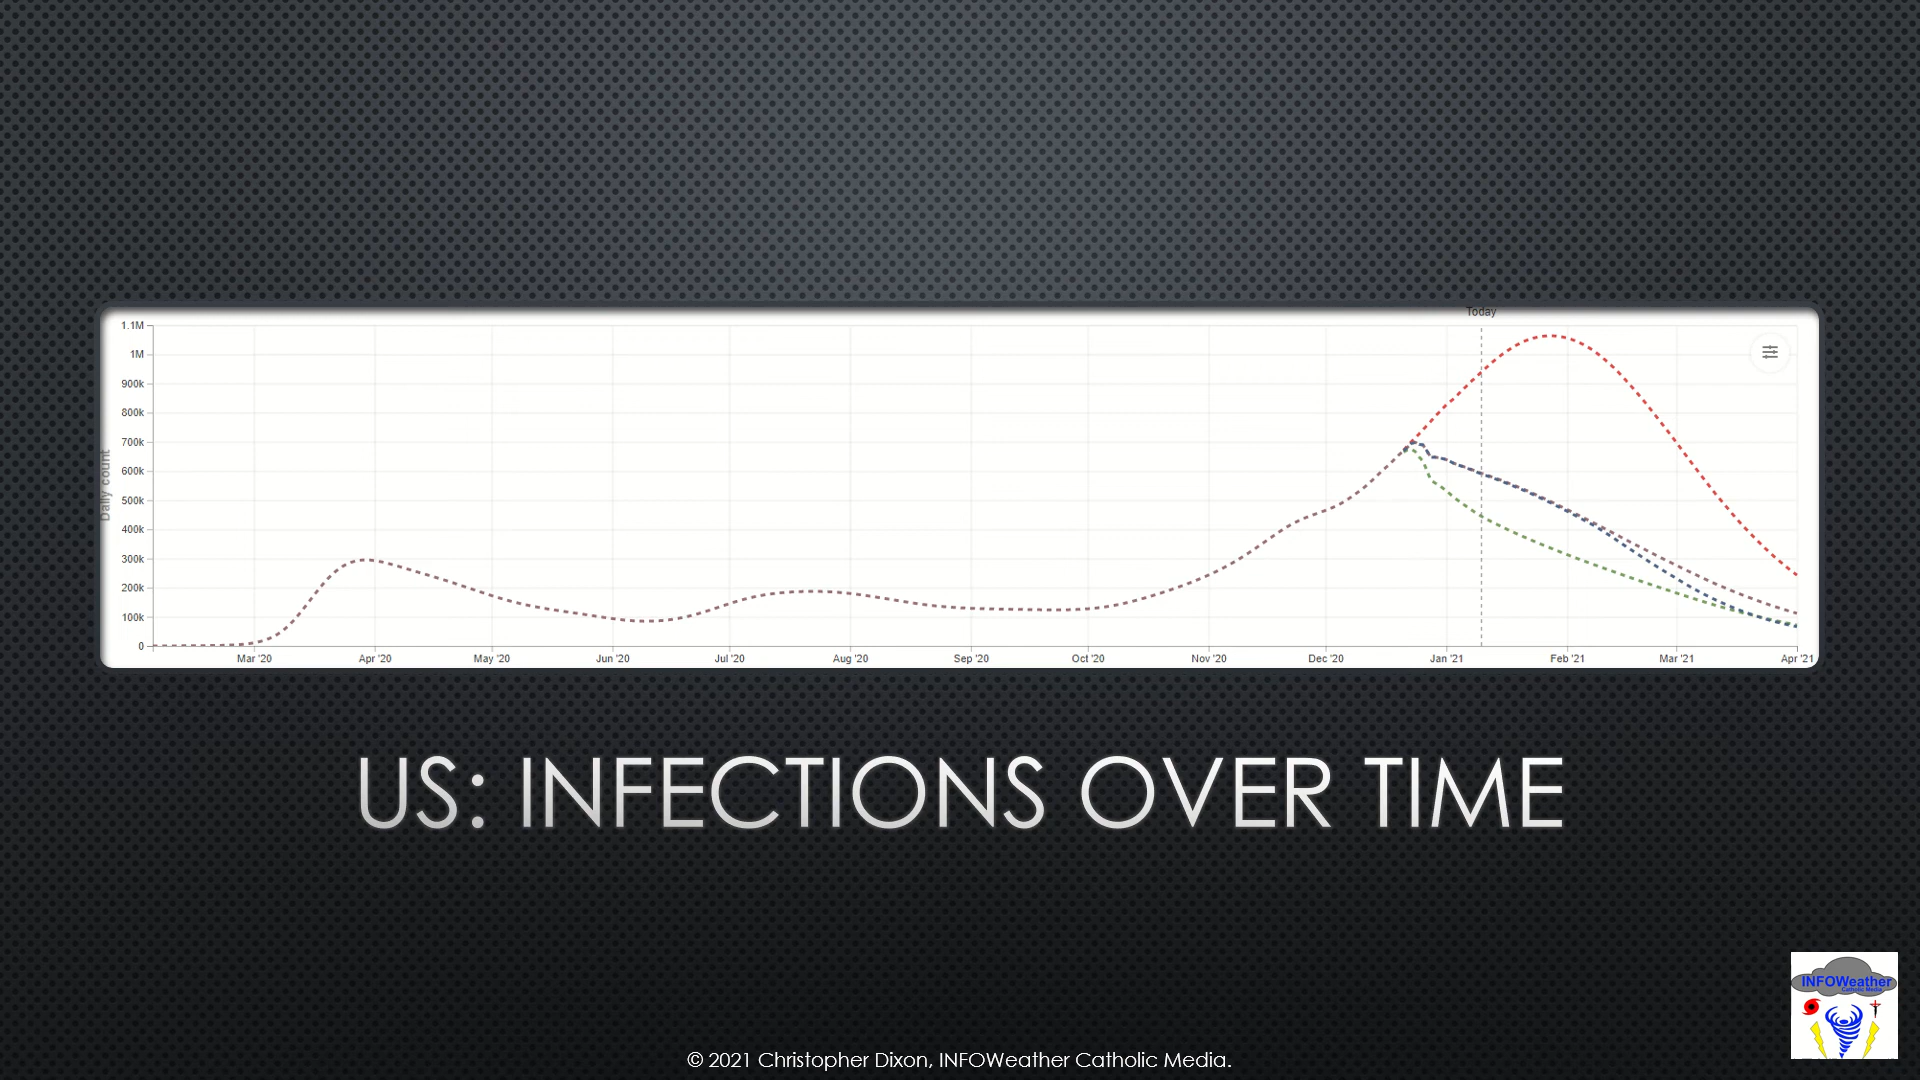 Today
1.1M
1M
900k
800k
700k
600k
500k
400k
300k
200k
100k
0
Daily count
Mar '20 Apr '20 May '20 Jun '20 Jul '20 Aug '20 Sep '20 Oct '20 Nov '20 Dec '20 Jan '21 Feb '21 Mar '21 Apr '21
US: INFECTIONS OVER TIME
INFOWeather
Catholic Media
© 2021 Christopher Dixon, INFOWeather Catholic Media.